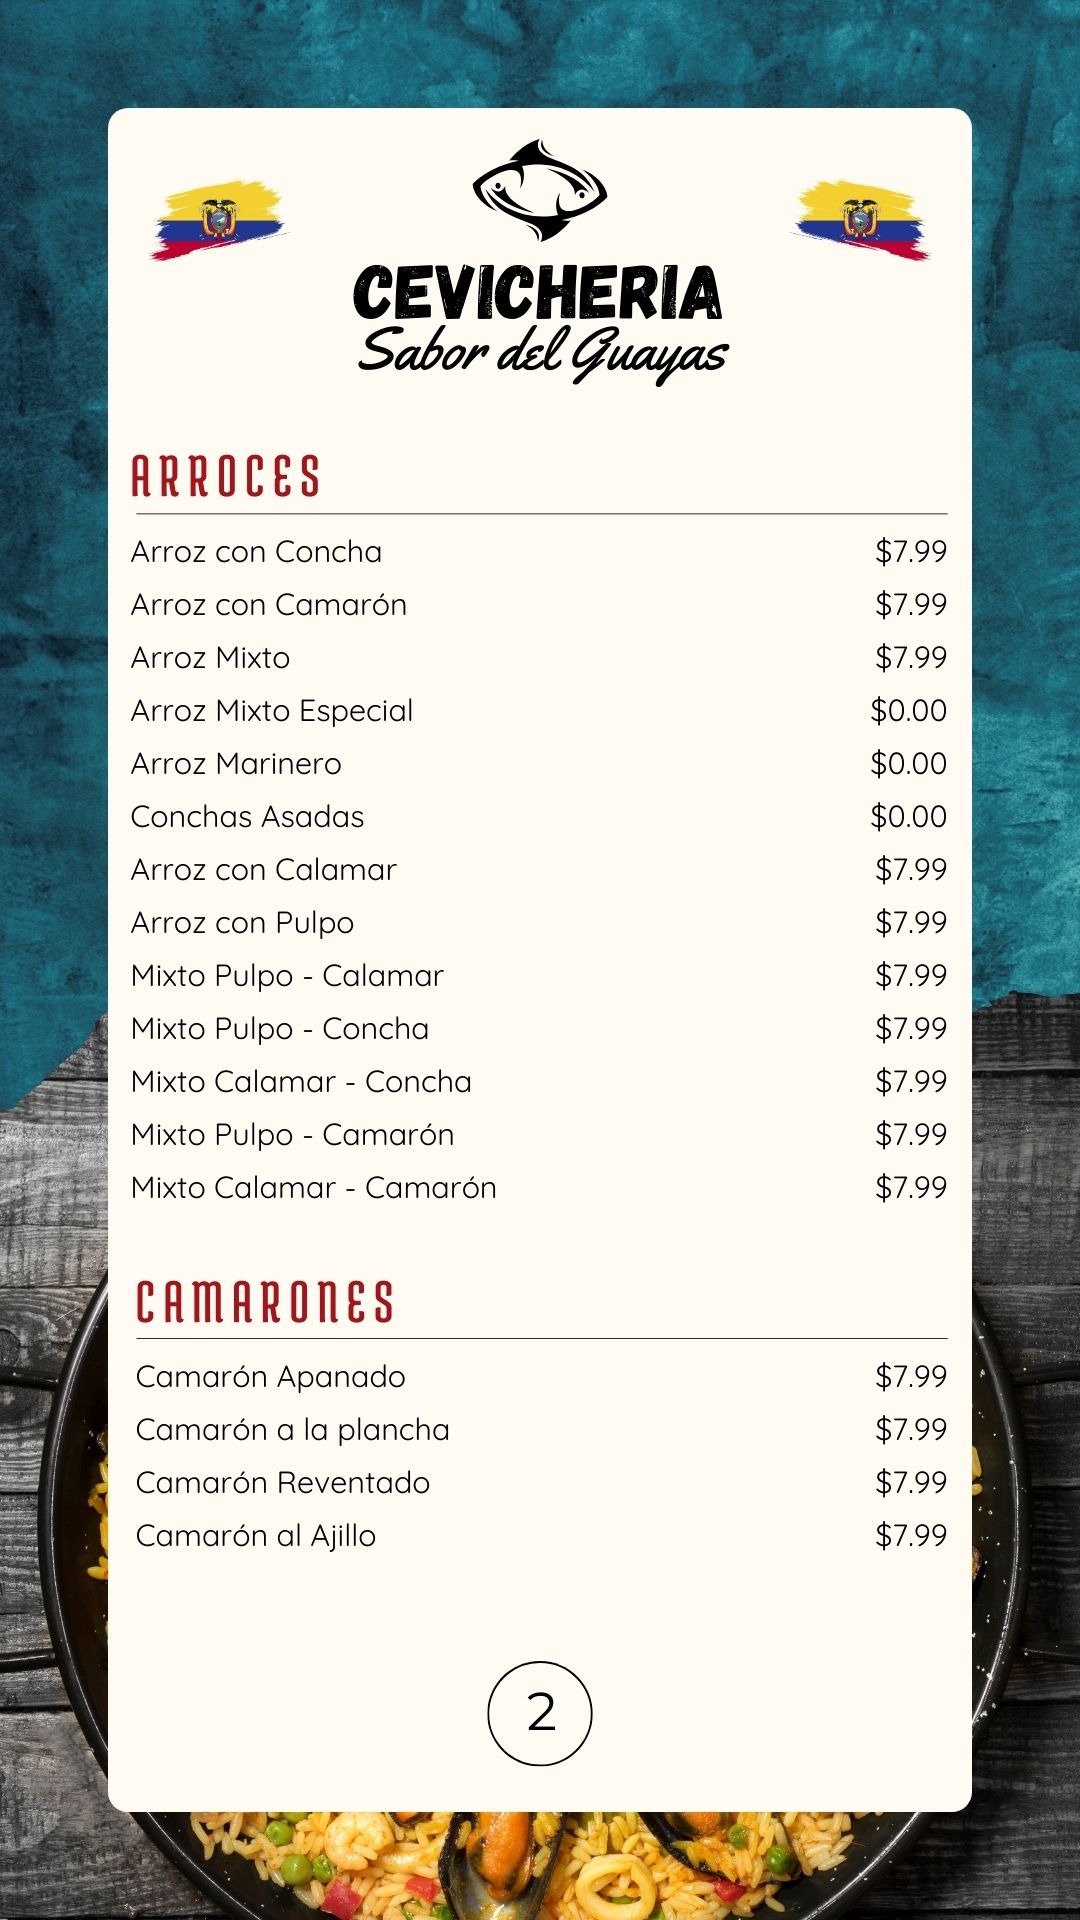 CEVICHERIA
Sabor del Guayas
ARROCES
Arroz con Concha $7.99
Arroz con Camarón $7.99
Arroz Mixto $7.99
Arroz Mixto Especial $0.00
Arroz Marinero $0.00
Conchas Asadas $0.00
Arroz con Calamar $7.99
Arroz con Pulpo $7.99
Mixto Pulpo - Calamar $7.99
Mixto Pulpo - Concha $7.99
Mixto Calamar - Concha $7.99
Mixto Pulpo - Camarón $7.99
Mixto Calamar - Camarón $7.99
CAMARONES
Camarón Apanado $7.99
Camarón a la plancha $7.99
Camarón Reventado $7.99
Camarón al Ajillo $7.99
2